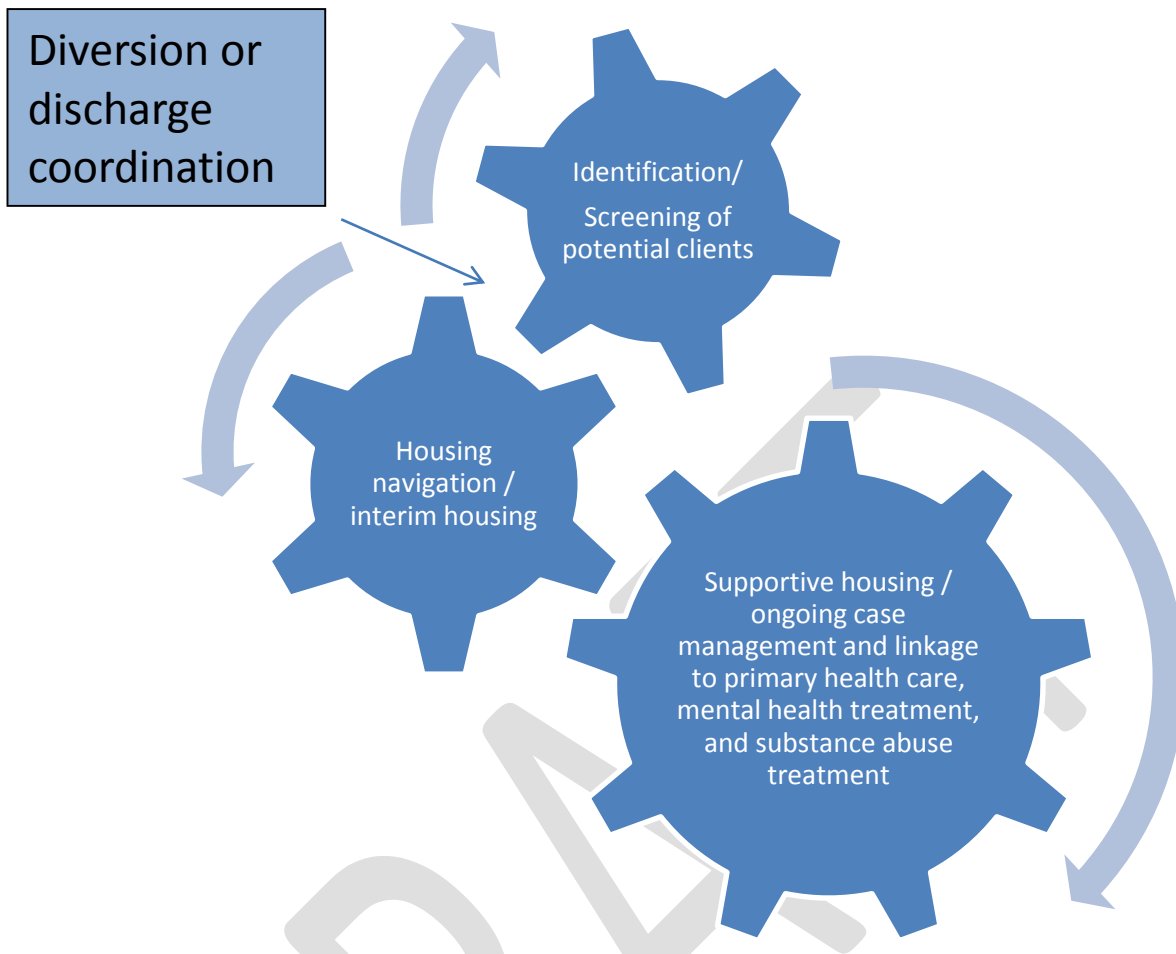 Diversion or
discharge
coordination
Identification/
Screening of
potential clients
Housing
navigation /
interim housing
Supportive housing /
ongoing case
management and linkage
to primary health care,
mental health treatment,
and substance abuse
treatment